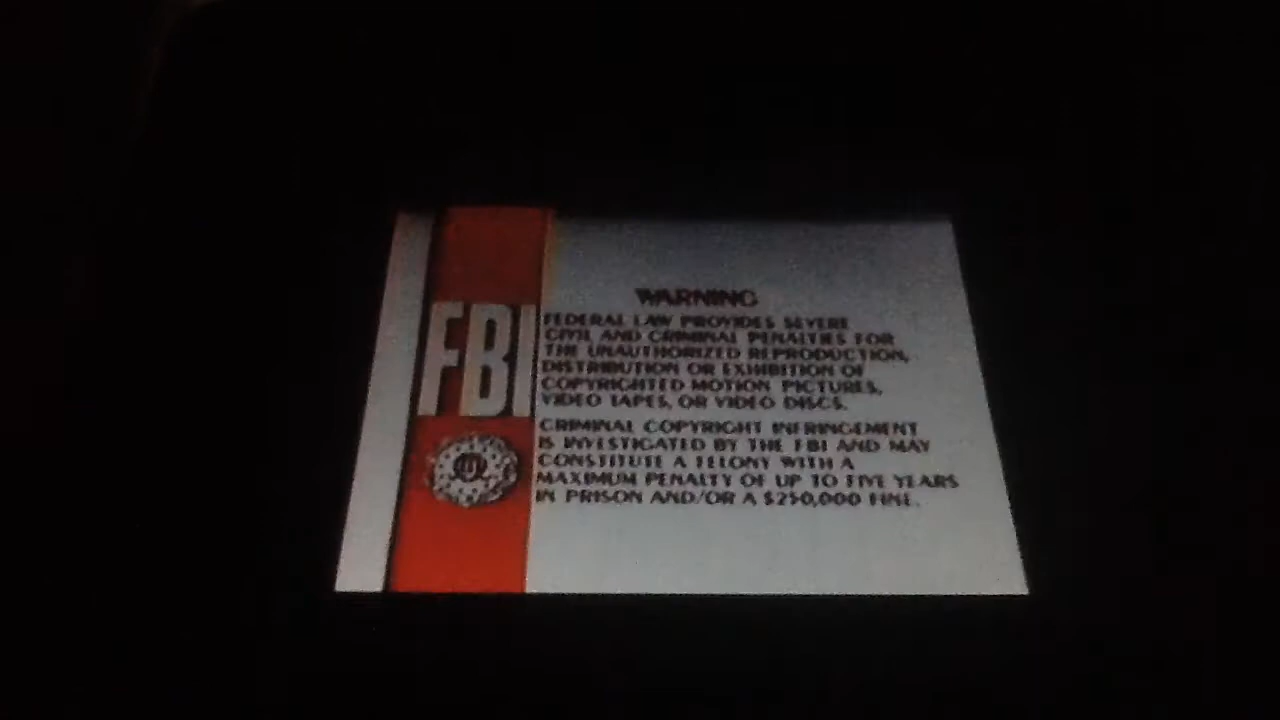 FBI
WARNING
FEDERAL LAW PROVIDES SEVERE
CIVIL AND CRIMINAL PENALTIES FOR
THE UNAUTHORIZED REPRODUCTION,
DISTRIBUTION OR EXHIBITION OF
COPYRIGHTED MOTION PICTURES,
VIDEO TAPES, OR VIDEO DISCS.
CRIMINAL COPYRIGHT INFRINGEMENT
IS INVESTIGATED BY THE FBI AND MAY
CONSTITUTE A FELONY WITH A
MAXIMUM PENALTY OF UP TO FIVE YEARS
IN PRISON AND/OR A $250,000 FINE.